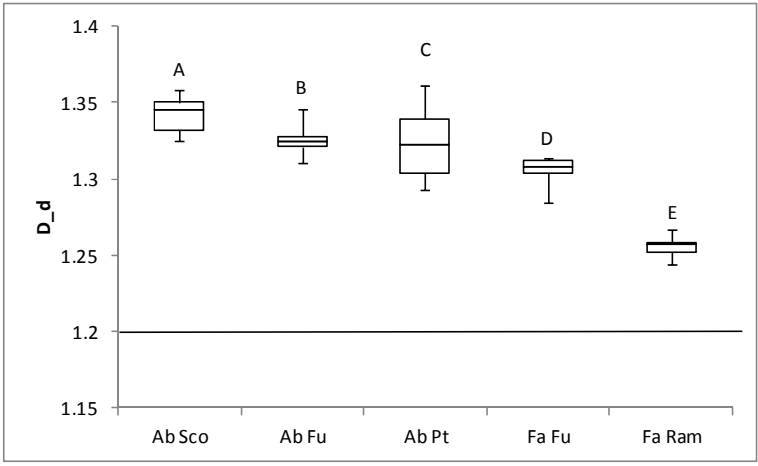 1.4
A
C
B
1.35
D
1.3
D_d
E
1.25
1.2
1.15
Ab Sco Ab Fu Ab Pt Fa Fu Fa Ram